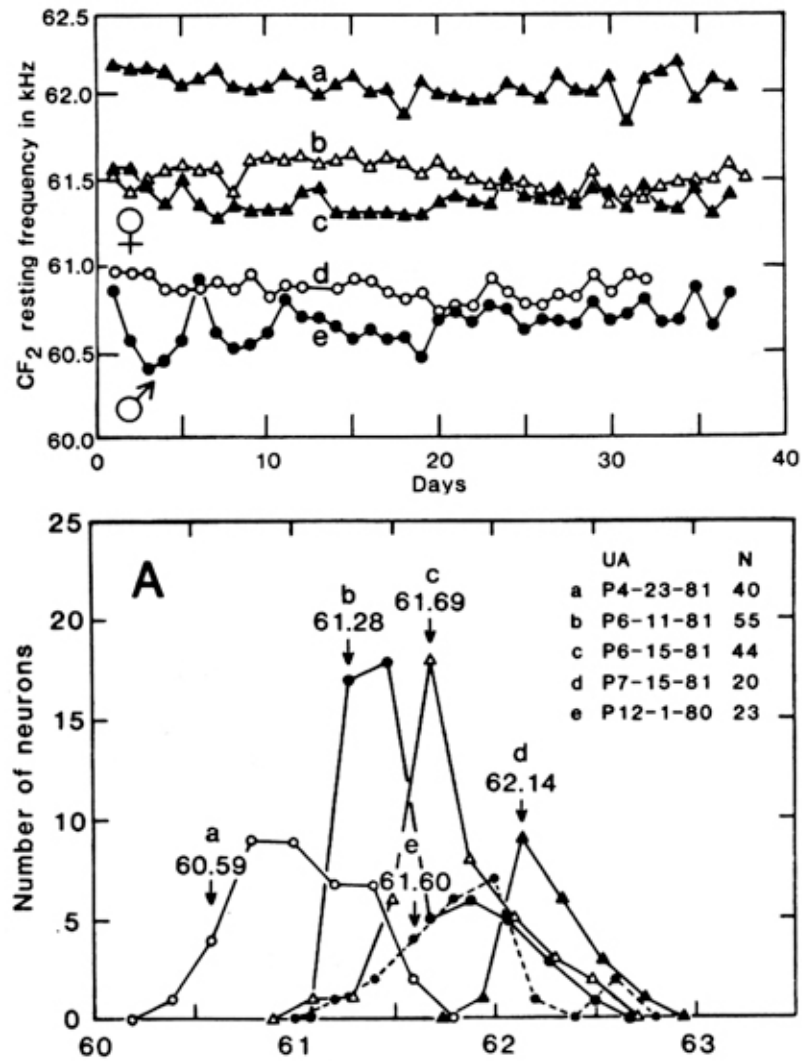 62.5
62.0
61.5
61.0
60.5
60.0
CF2 resting frequency in kHz
a
b
c
d
e
♀
♂
0
10
20
30
40
Days
A
25
20
15
10
5
0
Number of neurons
UA N
a P4-23-81 40
b P6-11-81 55
c P6-15-81 44
d P7-15-81 20
e P12-1-80 23
a
60.59
b
61.28
c
61.69
d
62.14
e
61.60
60
61
62
63